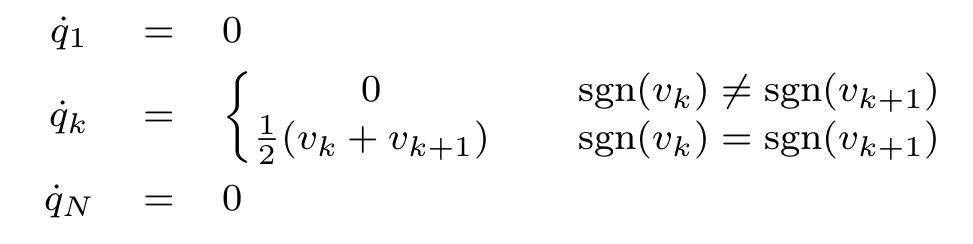 q̇₁ = 0
q̇ₖ = { 0 sgn(vₖ) ≠ sgn(vₖ₊₁)
½(vₖ + vₖ₊₁) sgn(vₖ) = sgn(vₖ₊₁)
q̇_N = 0